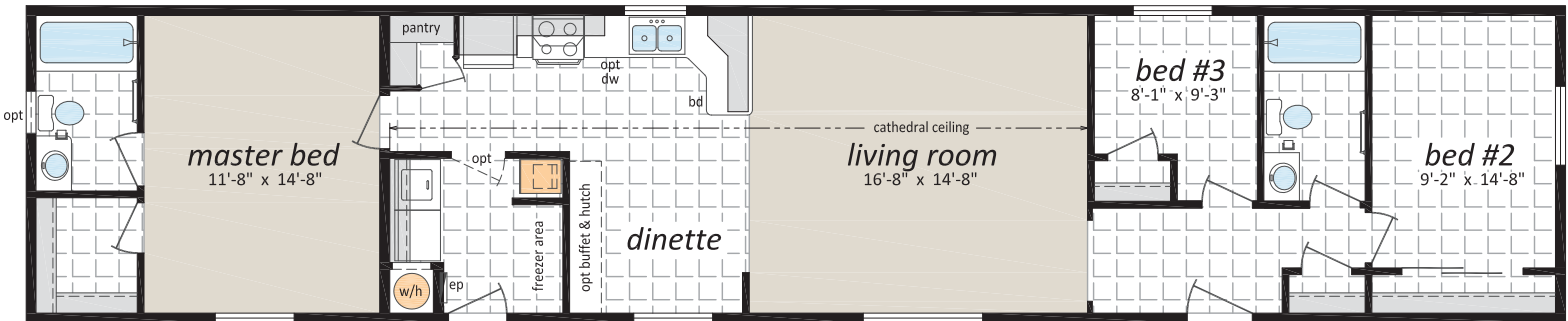 opt
master bed
11'-8" x 14'-8"
pantry
opt
dw
bd
opt
w/h
ep
freezer area
opt buffet & hutch
dinette
cathedral ceiling
living room
16'-8" x 14'-8"
bed #3
8'-1" x 9'-3"
bed #2
9'-2" x 14'-8"